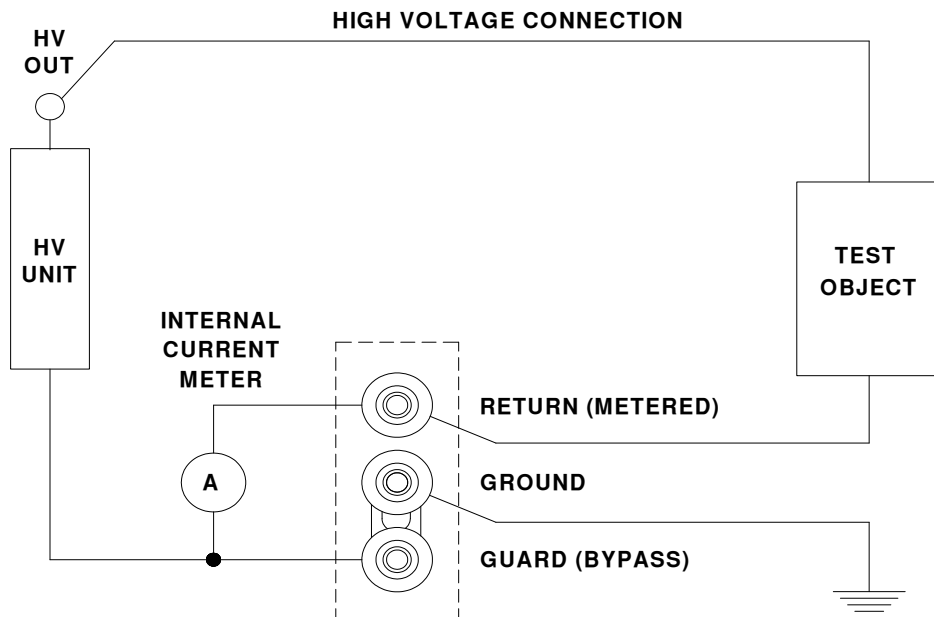 HIGH VOLTAGE CONNECTION
HV
OUT
HV
UNIT
TEST
OBJECT
INTERNAL
CURRENT
METER
A
RETURN (METERED)
GROUND
GUARD (BYPASS)